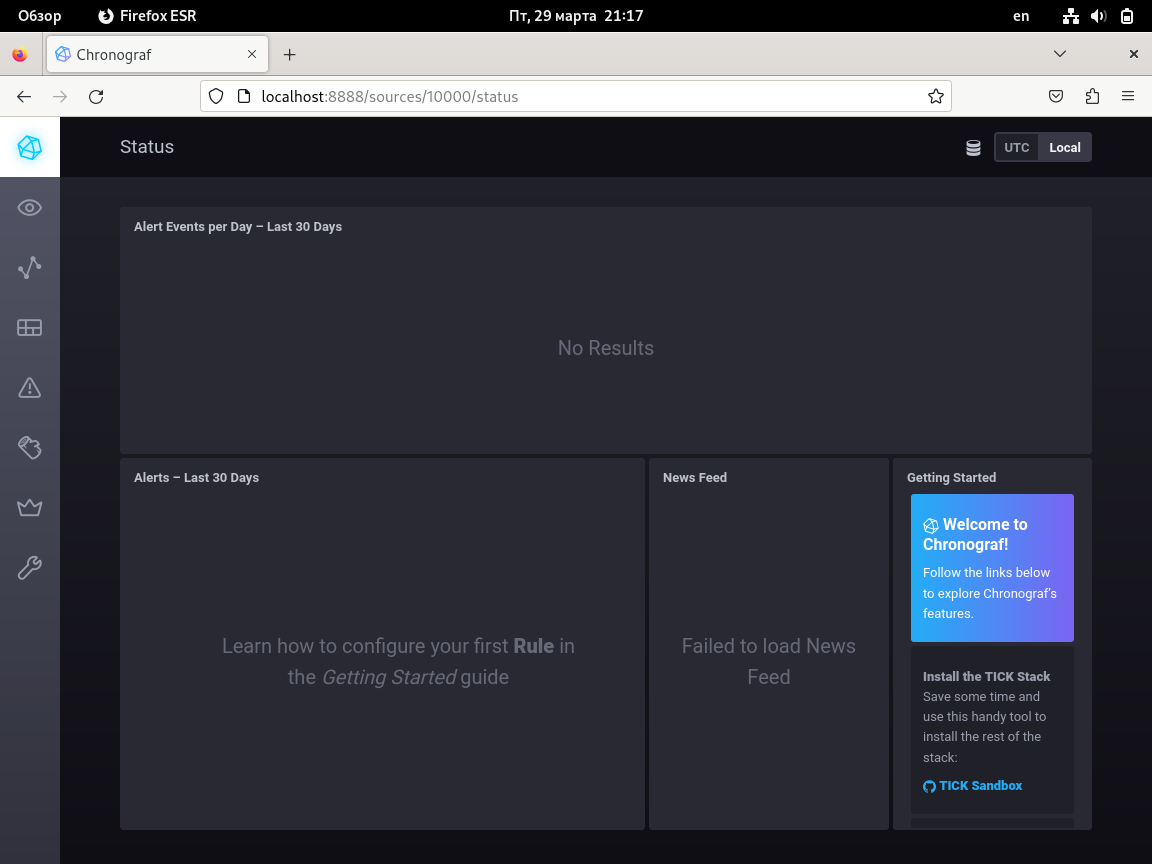 Обзор Firefox ESR Пт, 29 марта 21:17 en
Chronograf
localhost:8888/sources/10000/status
Status UTC Local
Alert Events per Day – Last 30 Days
No Results
Alerts – Last 30 Days
Learn how to configure your first Rule in
the Getting Started guide
News Feed
Failed to load News
Feed
Getting Started
Welcome to
Chronograf!
Follow the links below
to explore Chronograf's
features.
Install the TICK Stack
Save some time and
use this handy tool to
install the rest of the
stack:
TICK Sandbox